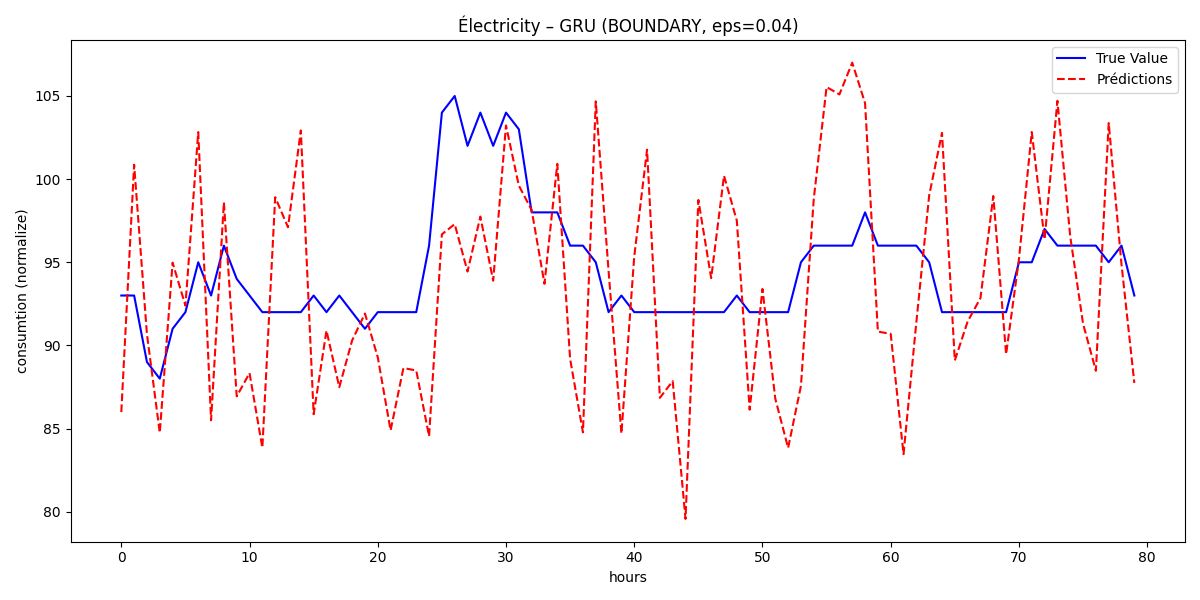 Électricity – GRU (BOUNDARY, eps=0.04)
True Value
Prédictions
consumtion (normalize)
105
100
95
90
85
80
0 10 20 30 40 50 60 70 80
hours